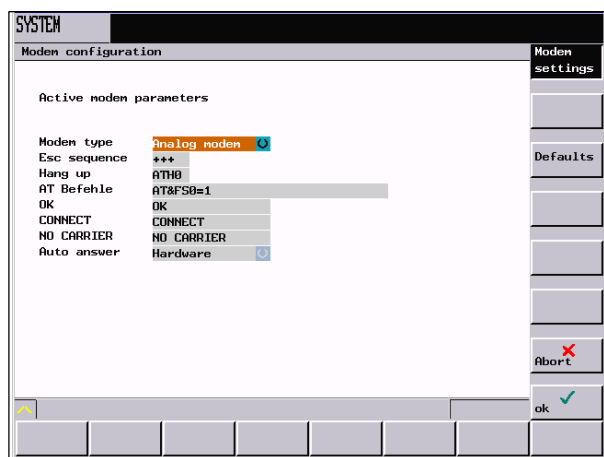 SYSTEM
Modem configuration
Modem
settings
Active modem parameters
Modem type Analog modem
Esc sequence +++
Hang up ATH0
AT Befehle AT&FS0=1
OK OK
CONNECT CONNECT
NO CARRIER NO CARRIER
Auto answer Hardware
Defaults
Abort
ok